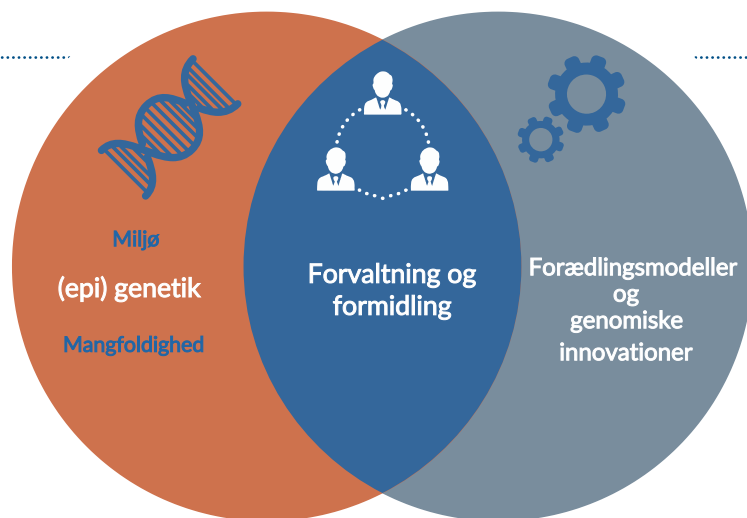 Miljø
(epi) genetik
Mangfoldighed
Forvaltning og
formidling
Forædlingsmodeller
og
genomiske
innovationer